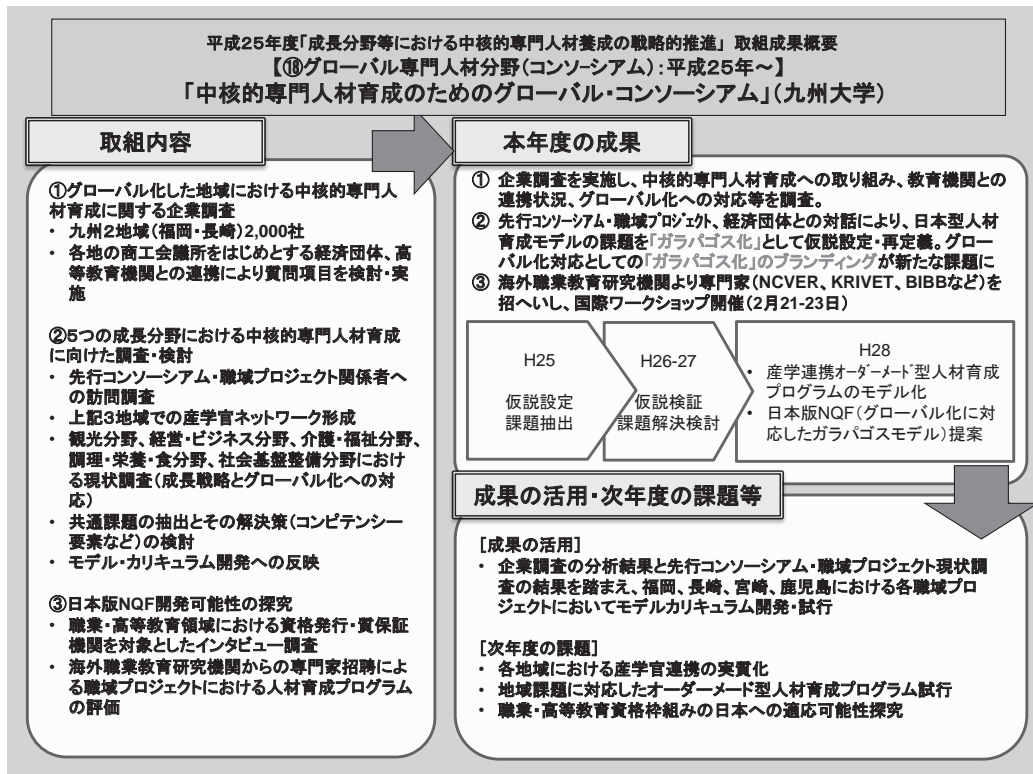 平成25年度「成長分野等における中核的専門人材養成の戦略的推進」 取組成果概要
【⑱グローバル専門人材分野(コンソーシアム):平成25年~】
「中核的専門人材育成のためのグローバル・コンソーシアム」(九州大学)
取組内容
①グローバル化した地域における中核的専門人
材育成に関する企業調査
・ 九州2地域(福岡・長崎)2,000社
・ 各地の商工会議所をはじめとする経済団体、高
等教育機関との連携により質問項目を検討・実
施
②5つの成長分野における中核的専門人材育成
に向けた調査・検討
・ 先行コンソーシアム・職域プロジェクト関係者へ
の訪問調査
・ 上記3地域での産学官ネットワーク形成
・ 観光分野、経営・ビジネス分野、介護・福祉分野、
調理・栄養・食分野、社会基盤整備分野におけ
る現状調査(成長戦略とグローバル化への対
応)
・ 共通課題の抽出とその解決策(コンピテンシー
要素など)の検討
・ モデル・カリキュラム開発への反映
③日本版NQF開発可能性の探究
・ 職業・高等教育領域における資格発行・質保証
機関を対象としたインタビュー調査
・ 海外職業教育研究機関からの専門家招聘によ
る職域プロジェクトにおける人材育成プログラム
の評価
本年度の成果
① 企業調査を実施し、中核的専門人材育成への取り組み、教育機関との
連携状況、グローバル化への対応等を調査。
② 先行コンソーシアム・職域プロジェクト、経済団体との対話により、日本型人材
育成モデルの課題を「ガラパゴス化」として仮説設定・再定義。グロー
バル化対応としての「ガラパゴス化」のブランディングが新たな課題に
③ 海外職業教育研究機関より専門家(NCVER、KRIVET、BIBBなど)を
招へいし、国際ワークショップ開催(2月21-23日)
H25
仮説設定
課題抽出
H26-27
仮説検証
課題解決検討
H28
・ 産学連携オーダーメード型人材育成
プログラムのモデル化
・ 日本版NQF(グローバル化に対
応したガラパゴスモデル)提案
成果の活用・次年度の課題等
[成果の活用]
・ 企業調査の分析結果と先行コンソーシアム・職域プロジェクト現状調
査の結果を踏まえ、福岡、長崎、宮崎、鹿児島における各職域プロ
ジェクトにおいてモデルカリキュラム開発・試行
[次年度の課題]
・ 各地域における産学官連携の実質化
・ 地域課題に対応したオーダーメード型人材育成プログラム試行
・ 職業・高等教育資格枠組みの日本への適応可能性探究